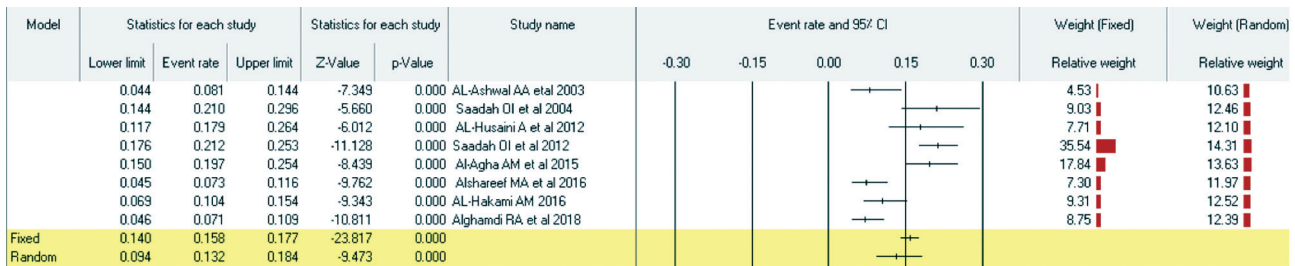 Model Statistics for each study Statistics for each study Study name Event rate and 95% CI Weight (Fixed) Weight (Random)
Lower limit Event rate Upper limit Z-Value p-Value -0.30 -0.15 0.00 0.15 0.30 Relative weight Relative weight
0.044 0.081 0.144 -7.349 0.000 AL-Ashwal AA etal 2003 4.53 10.63
0.144 0.210 0.296 -5.660 0.000 Saadah OI et al 2004 9.03 12.46
0.117 0.179 0.264 -6.012 0.000 AL-Husaini A et al 2012 7.71 12.10
0.176 0.212 0.253 -11.128 0.000 Saadah OI et al 2012 35.54 14.31
0.150 0.197 0.254 -8.439 0.000 Al-Agha AM et al 2015 17.84 13.63
0.045 0.073 0.116 -9.762 0.000 Alshareef MA et al 2016 7.30 11.97
0.069 0.104 0.154 -9.343 0.000 AL-Hakami AM 2016 9.31 12.52
0.046 0.071 0.109 -10.811 0.000 Alghamdi RA et al 2018 8.75 12.39
Fixed 0.140 0.158 0.177 -23.817 0.000
Random 0.094 0.132 0.184 -9.473 0.000